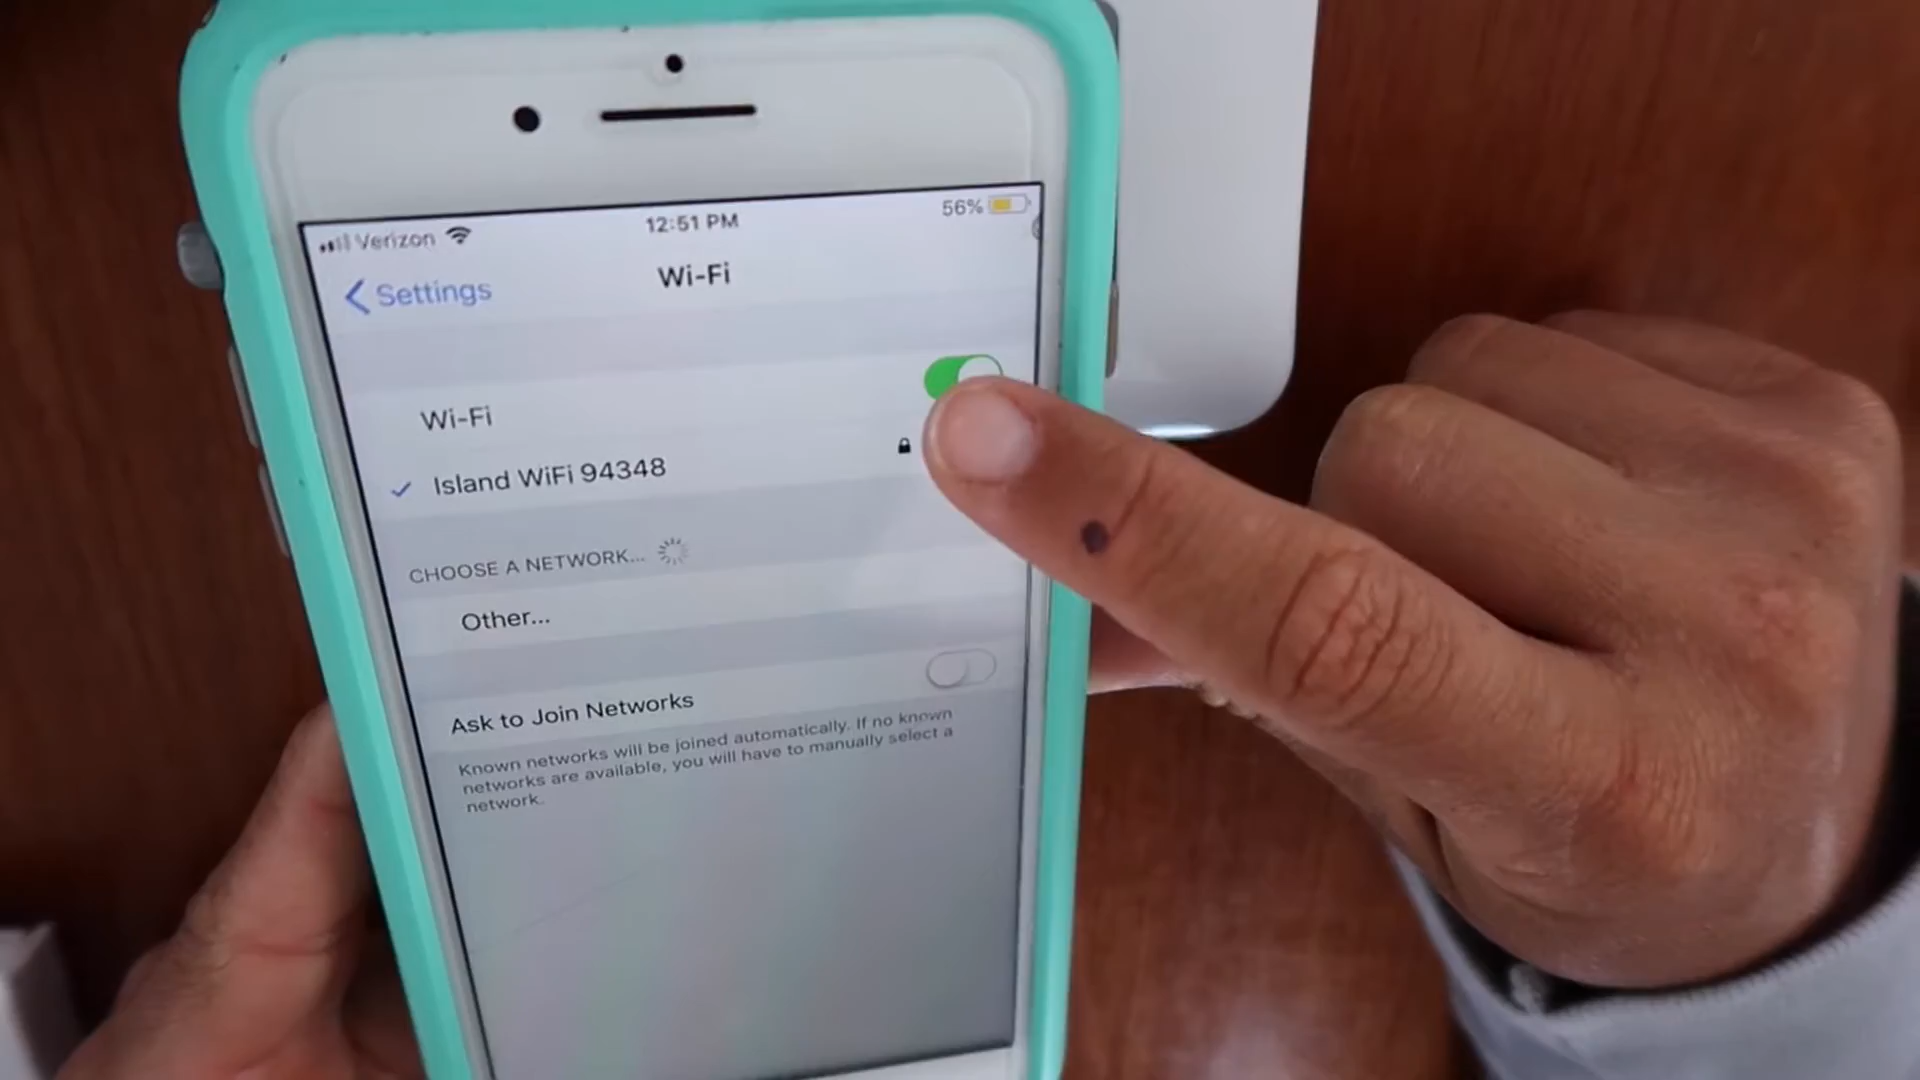 Verizon 12:51 PM 56%
Settings Wi-Fi
Wi-Fi
Island WiFi 94348
CHOOSE A NETWORK...
Other...
Ask to Join Networks
Known networks will be joined automatically. If no known
networks are available, you will have to manually select a
network.